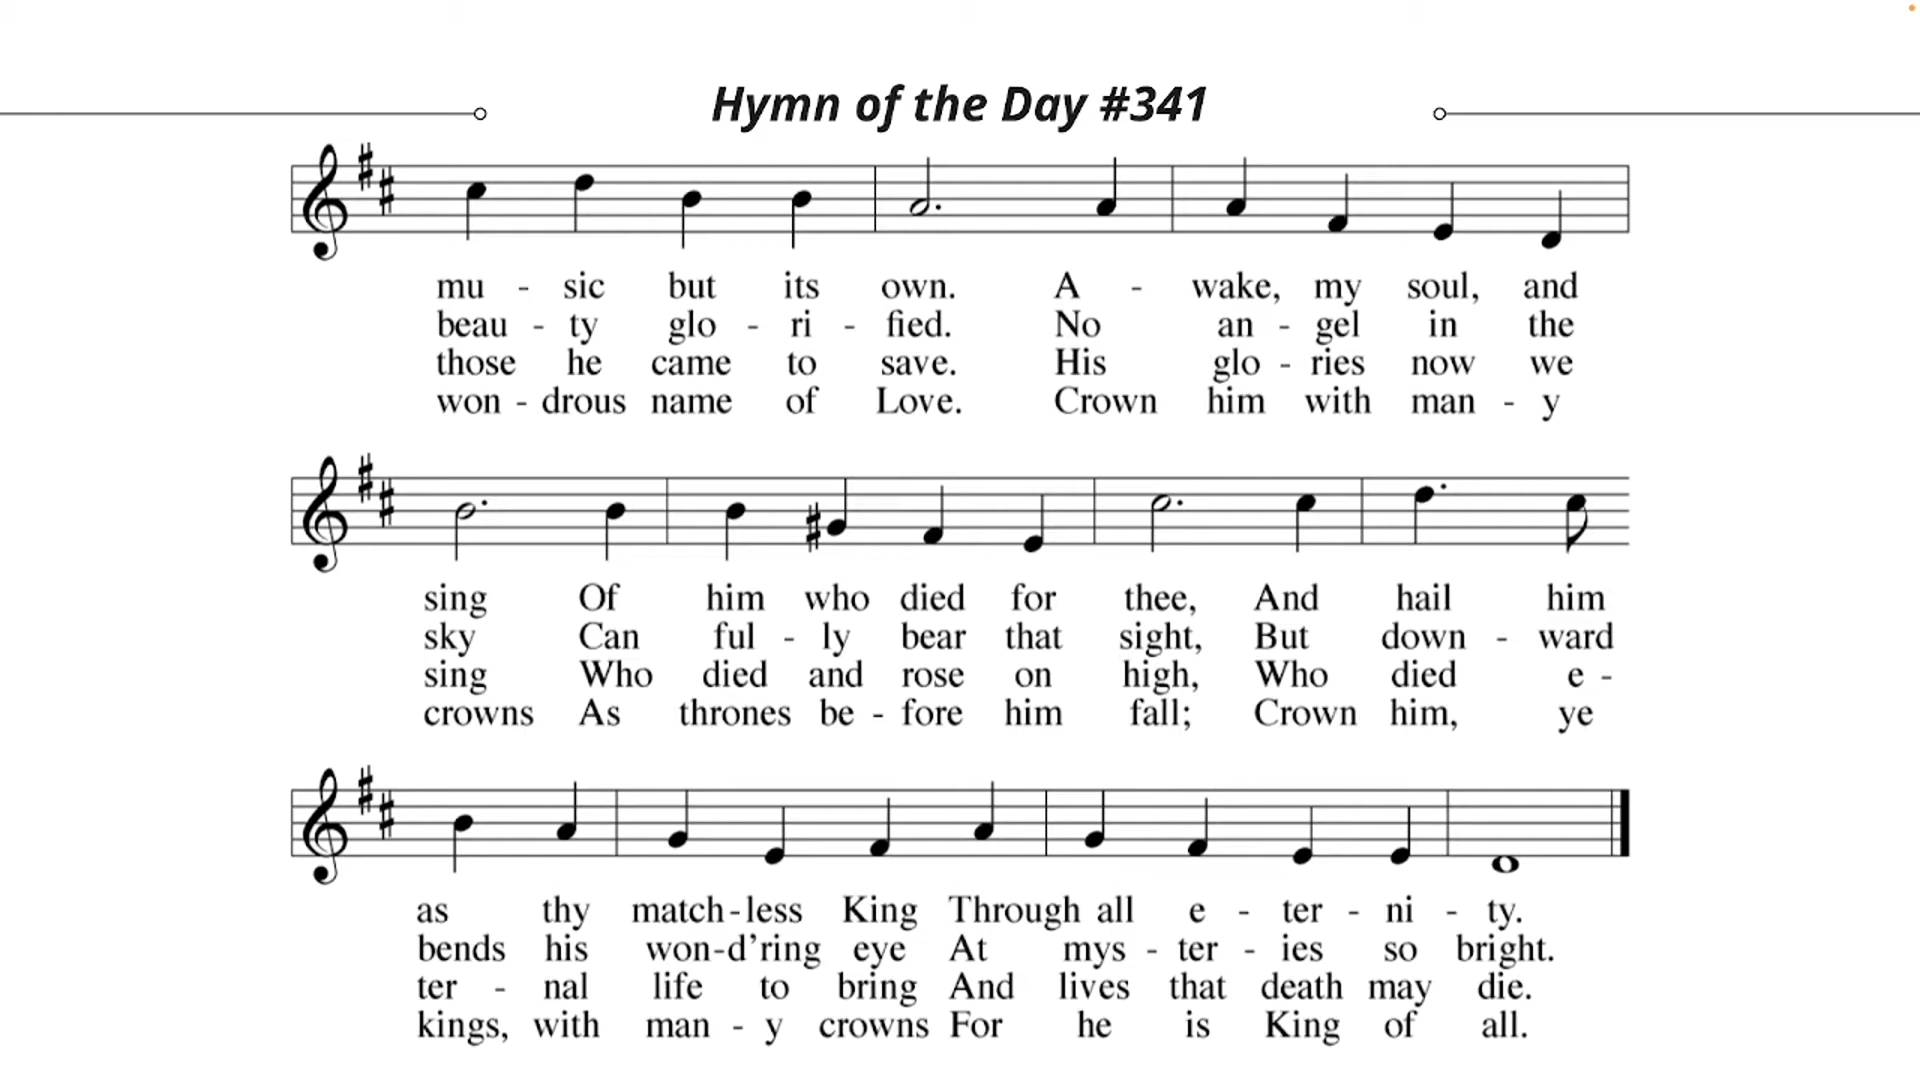 Hymn of the Day #341
mu - sic but its own. A - wake, my soul, and
beau - ty glo - ri - fied. No an - gel in the
those he came to save. His glo - ries now we
won - drous name of Love. Crown him with man - y
sing Of him who died for thee, And hail him
sky Can ful - ly bear that sight, But down - ward
sing Who died and rose on high, Who died e -
crowns As thrones be - fore him fall; Crown him, ye
as thy match - less King Through all e - ter - ni - ty.
bends his won - d’ring eye At mys - ter - ies so bright.
ter - nal life to bring And lives that death may die.
kings, with man - y crowns For he is King of all.